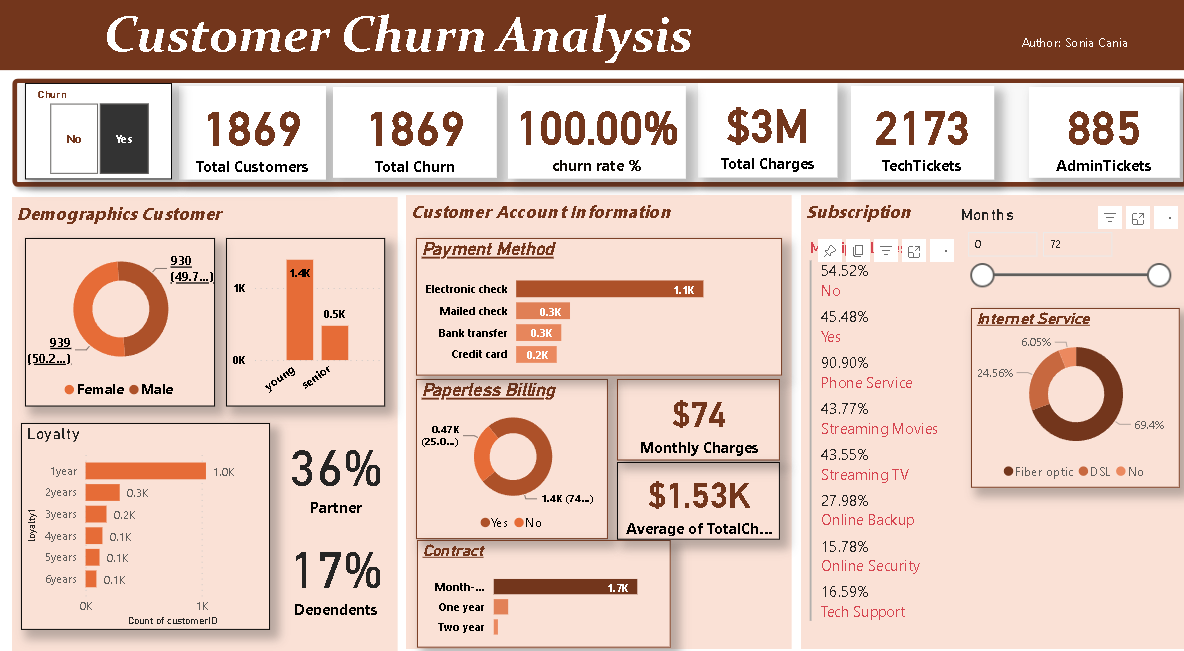 Customer Churn Analysis
Author: Sonia Cania
Churn
No
Yes
1869
Total Customers
1869
Total Churn
100.00%
churn rate %
$3M
Total Charges
2173
TechTickets
885
AdminTickets
Demographics Customer
930
(49.7...)
939
(50.2...)
Female
Male
1K
0K
1.4K
0.5K
young
senior
Loyalty
loyalty1
1year
1.0K
2years
0.3K
3years
0.2K
4years
0.1K
5years
0.1K
6years
0.1K
0K
1K
Count of customerID
36%
Partner
17%
Dependents
Customer Account Information
Payment Method
Electronic check
1.1K
Mailed check
0.3K
Bank transfer
0.3K
Credit card
0.2K
Paperless Billing
0.47K
(25.0...)
1.4K (74...)
Yes
No
$74
Monthly Charges
$1.53K
Average of TotalCh...
Contract
Month-...
1.7K
One year
Two year
Subscription
54.52%
No
45.48%
Yes
90.90%
Phone Service
43.77%
Streaming Movies
43.55%
Streaming TV
27.98%
Online Backup
15.78%
Online Security
16.59%
Tech Support
Months
0
72
Internet Service
6.05%
24.56%
69.4%
Fiber optic
DSL
No